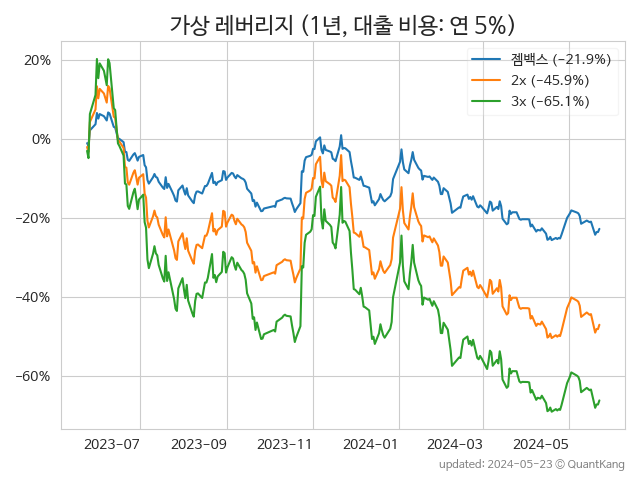 가상 레버리지 (1년, 대출 비용: 연 5%)
젬백스 (−21.9%)
2x (−45.9%)
3x (−65.1%)
20%
0%
−20%
−40%
−60%
2023-07
2023-09
2023-11
2024-01
2024-03
2024-05
updated: 2024-05-23 © QuantKang